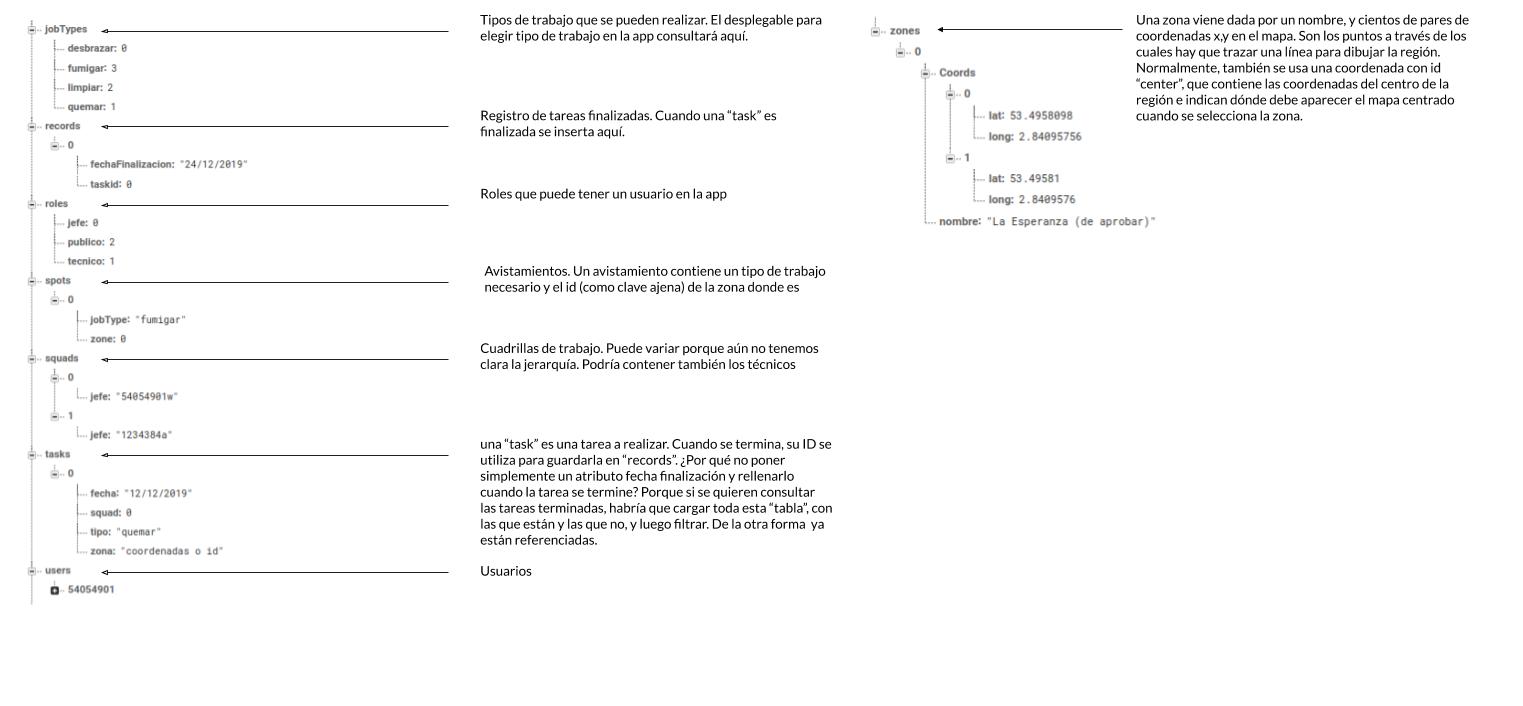 jobTypes
desbrazar: 0
fumigar: 3
limpiar: 2
quemar: 1
records
0
fechaFinalizacion: "24/12/2019"
taskid: 0
roles
jefe: 0
publico: 2
tecnico: 1
spots
0
jobType: "fumigar"
zone: 0
squads
0
jefe: "54054901w"
1
jefe: "1234384a"
tasks
0
fecha: "12/12/2019"
squad: 0
tipo: "quemar"
zona: "coordenadas o id"
users
54054901
Tipos de trabajo que se pueden realizar. El desplegable para
elegir tipo de trabajo en la app consultará aquí.
Registro de tareas finalizadas. Cuando una “task” es
finalizada se inserta aquí.
Roles que puede tener un usuario en la app
Avistamientos. Un avistamiento contiene un tipo de trabajo
necesario y el id (como clave ajena) de la zona donde es
Cuadrillas de trabajo. Puede variar porque aún no tenemos
clara la jerarquía. Podría contener también los técnicos
una “task” es una tarea a realizar. Cuando se termina, su ID se
utiliza para guardarla en “records”. ¿Por qué no poner
simplemente un atributo fecha finalización y rellenarlo
cuando la tarea se termine? Porque si se quieren consultar
las tareas terminadas, habría que cargar toda esta “tabla”, con
las que están y las que no, y luego filtrar. De la otra forma ya
están referenciadas.
Usuarios
zones
0
Coords
0
lat: 53.4958098
long: 2.84095756
1
lat: 53.49581
long: 2.8409576
nombre: "La Esperanza (de aprobar)"
Una zona viene dada por un nombre, y cientos de pares de
coordenadas x,y en el mapa. Son los puntos a través de los
cuales hay que trazar una línea para dibujar la región.
Normalmente, también se usa una coordenada con id
“center”, que contiene las coordenadas del centro de la
región e indican dónde debe aparecer el mapa centrado
cuando se selecciona la zona.